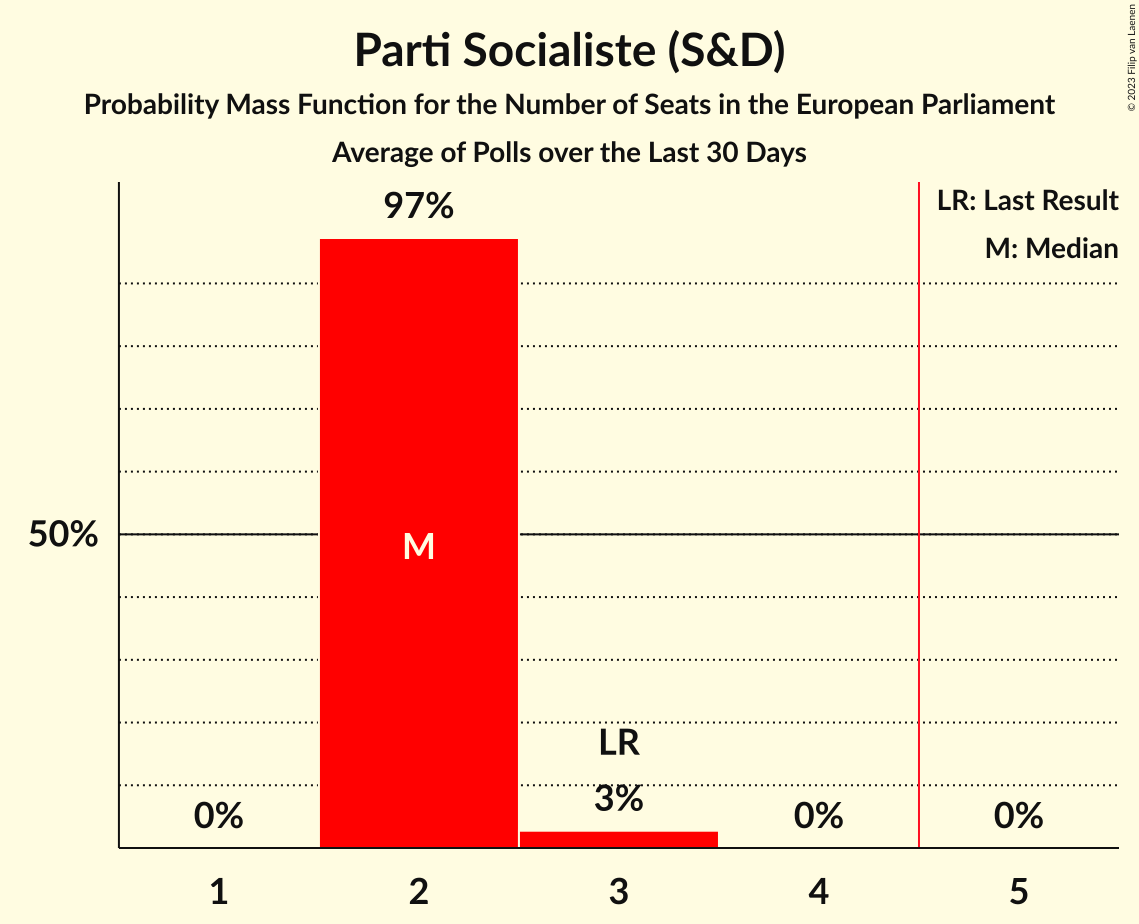 Parti Socialiste (S&D)
Probability Mass Function for the Number of Seats in the European Parliament
Average of Polls over the Last 30 Days
© 2023 Filip van Laenen
LR: Last Result
M: Median
97%
50%
M
LR
0%
3%
0%
0%
1 2 3 4 5